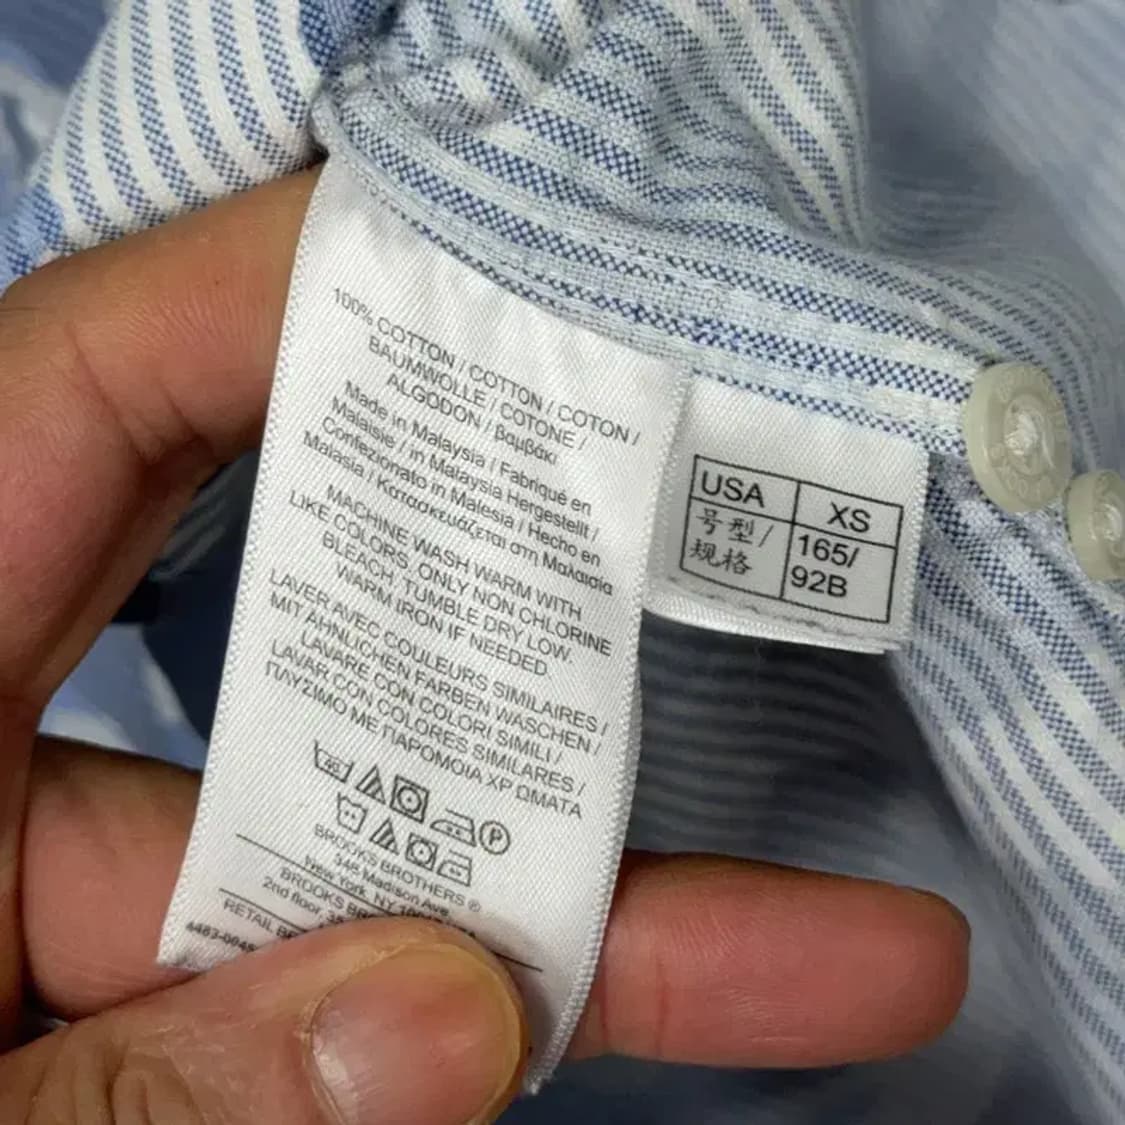 100% COTTON / COTTON / COTON /
BAUMWOLLE / COTONE /
ALGODON / βαμβάκι
Made in Malaysia / Fabriqué en
Malaisie / in Malaysia Hergestellt /
Confezionato in Malesia / Hecho en
Malasia / Κατασκευάζεται στη Μαλαισία
MACHINE WASH WARM WITH
LIKE COLORS. ONLY NON CHLORINE
BLEACH. TUMBLE DRY LOW.
WARM IRON IF NEEDED
LAVER AVEC COULEURS SIMILAIRES /
MIT AHNLICHEN FARBEN WASCHEN /
LAVARE CON COLORI SIMILI /
LAVAR CON COLORES SIMILARES /
ΠΛΥΣΙΜΟ ΜΕ ΠΑΡΟΜΟΙΑ ΧΡ ΩΜΑΤΑ
40
P
BROOKS BROTHERS ®
346 Madison Ave.
New York, NY
BROOKS
2nd floor,
RETAIL
USA XS
号型/ 165/
规格 92B